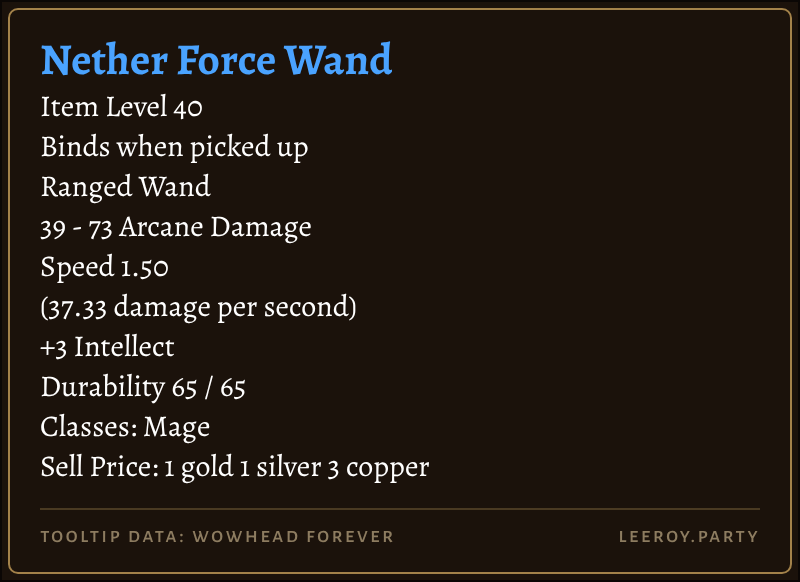 Nether Force Wand
Item Level 40
Binds when picked up
Ranged Wand
39 - 73 Arcane Damage
Speed 1.50
(37.33 damage per second)
+3 Intellect
Durability 65 / 65
Classes: Mage
Sell Price: 1 gold 1 silver 3 copper
TOOLTIP DATA: WOWHEAD FOREVER
LEEROY.PARTY